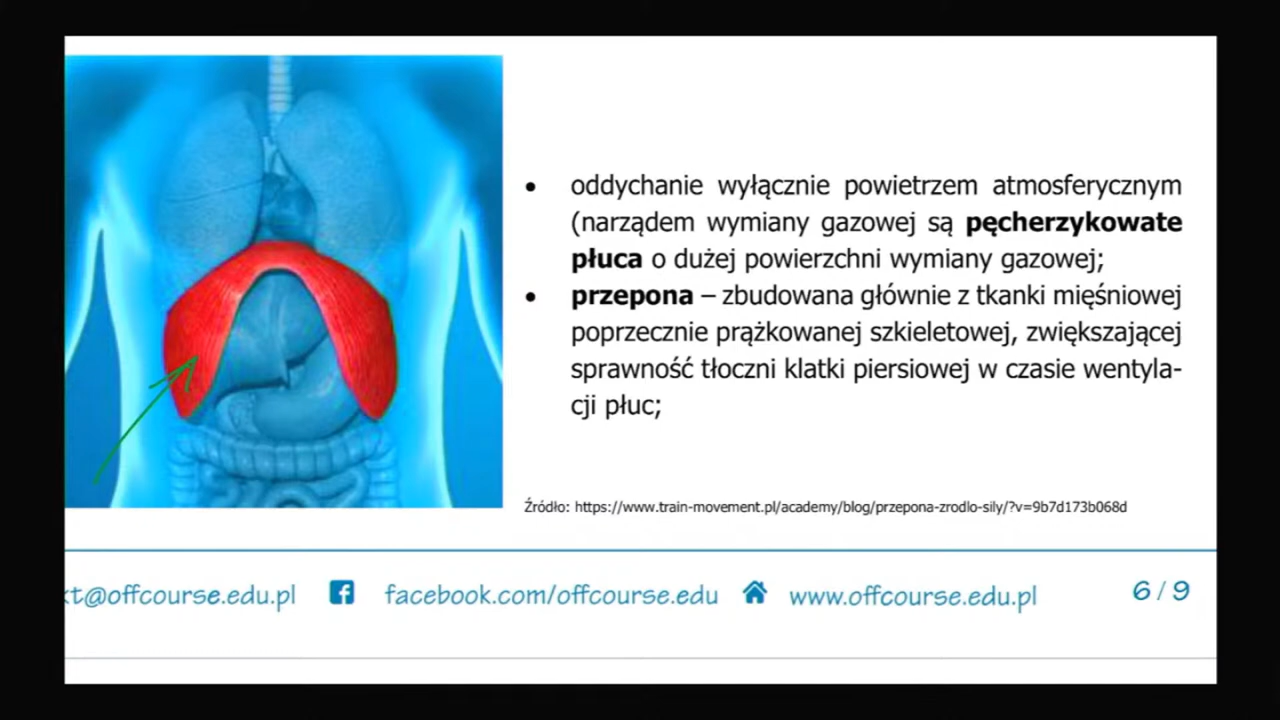 • oddychanie wyłącznie powietrzem atmosferycznym
(narządem wymiany gazowej są pęcherzykowate
płuca o dużej powierzchni wymiany gazowej;
• przepona – zbudowana głównie z tkanki mięśniowej
poprzecznie prążkowanej szkieletowej, zwiększającej
sprawność tłoczni klatki piersiowej w czasie wentyla-
cji płuc;
Źródło: https://www.train-movement.pl/academy/blog/przepona-zrodlo-sily/?v=9b7d173b068d
kt@offcourse.edu.pl facebook.com/offcourse.edu www.offcourse.edu.pl 6/9